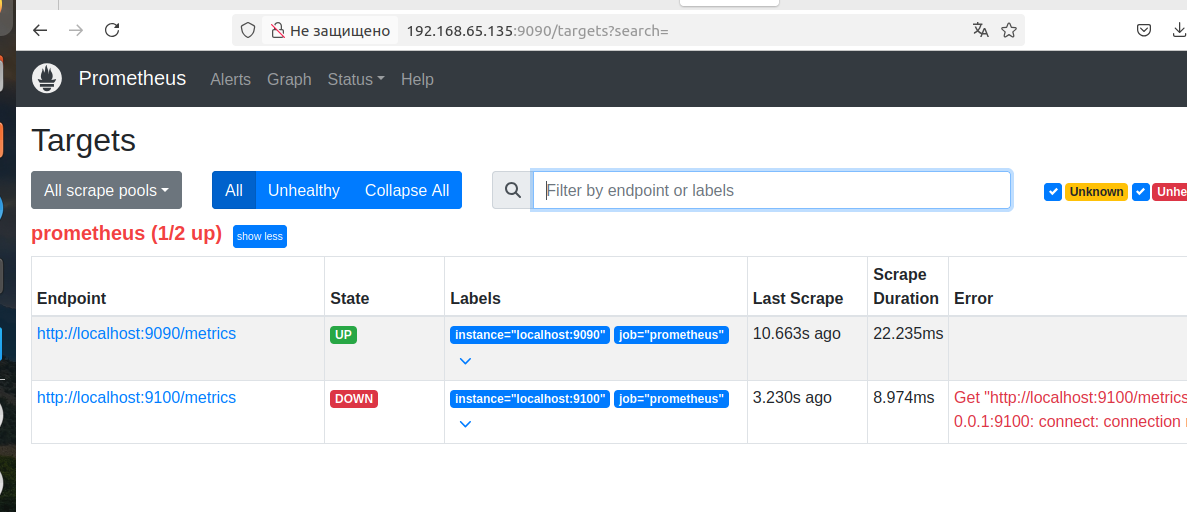 Не защищено 192.168.65.135:9090/targets?search=
Prometheus Alerts Graph Status Help
Targets
All scrape pools All Unhealthy Collapse All Filter by endpoint or labels Unknown
prometheus (1/2 up) show less
Endpoint State Labels Last Scrape Scrape Duration Error
http://localhost:9090/metrics UP instance="localhost:9090" job="prometheus" 10.663s ago 22.235ms
http://localhost:9100/metrics DOWN instance="localhost:9100" job="prometheus" 3.230s ago 8.974ms Get "http://localhost:9100/metrics
0.0.1:9100: connect: connection